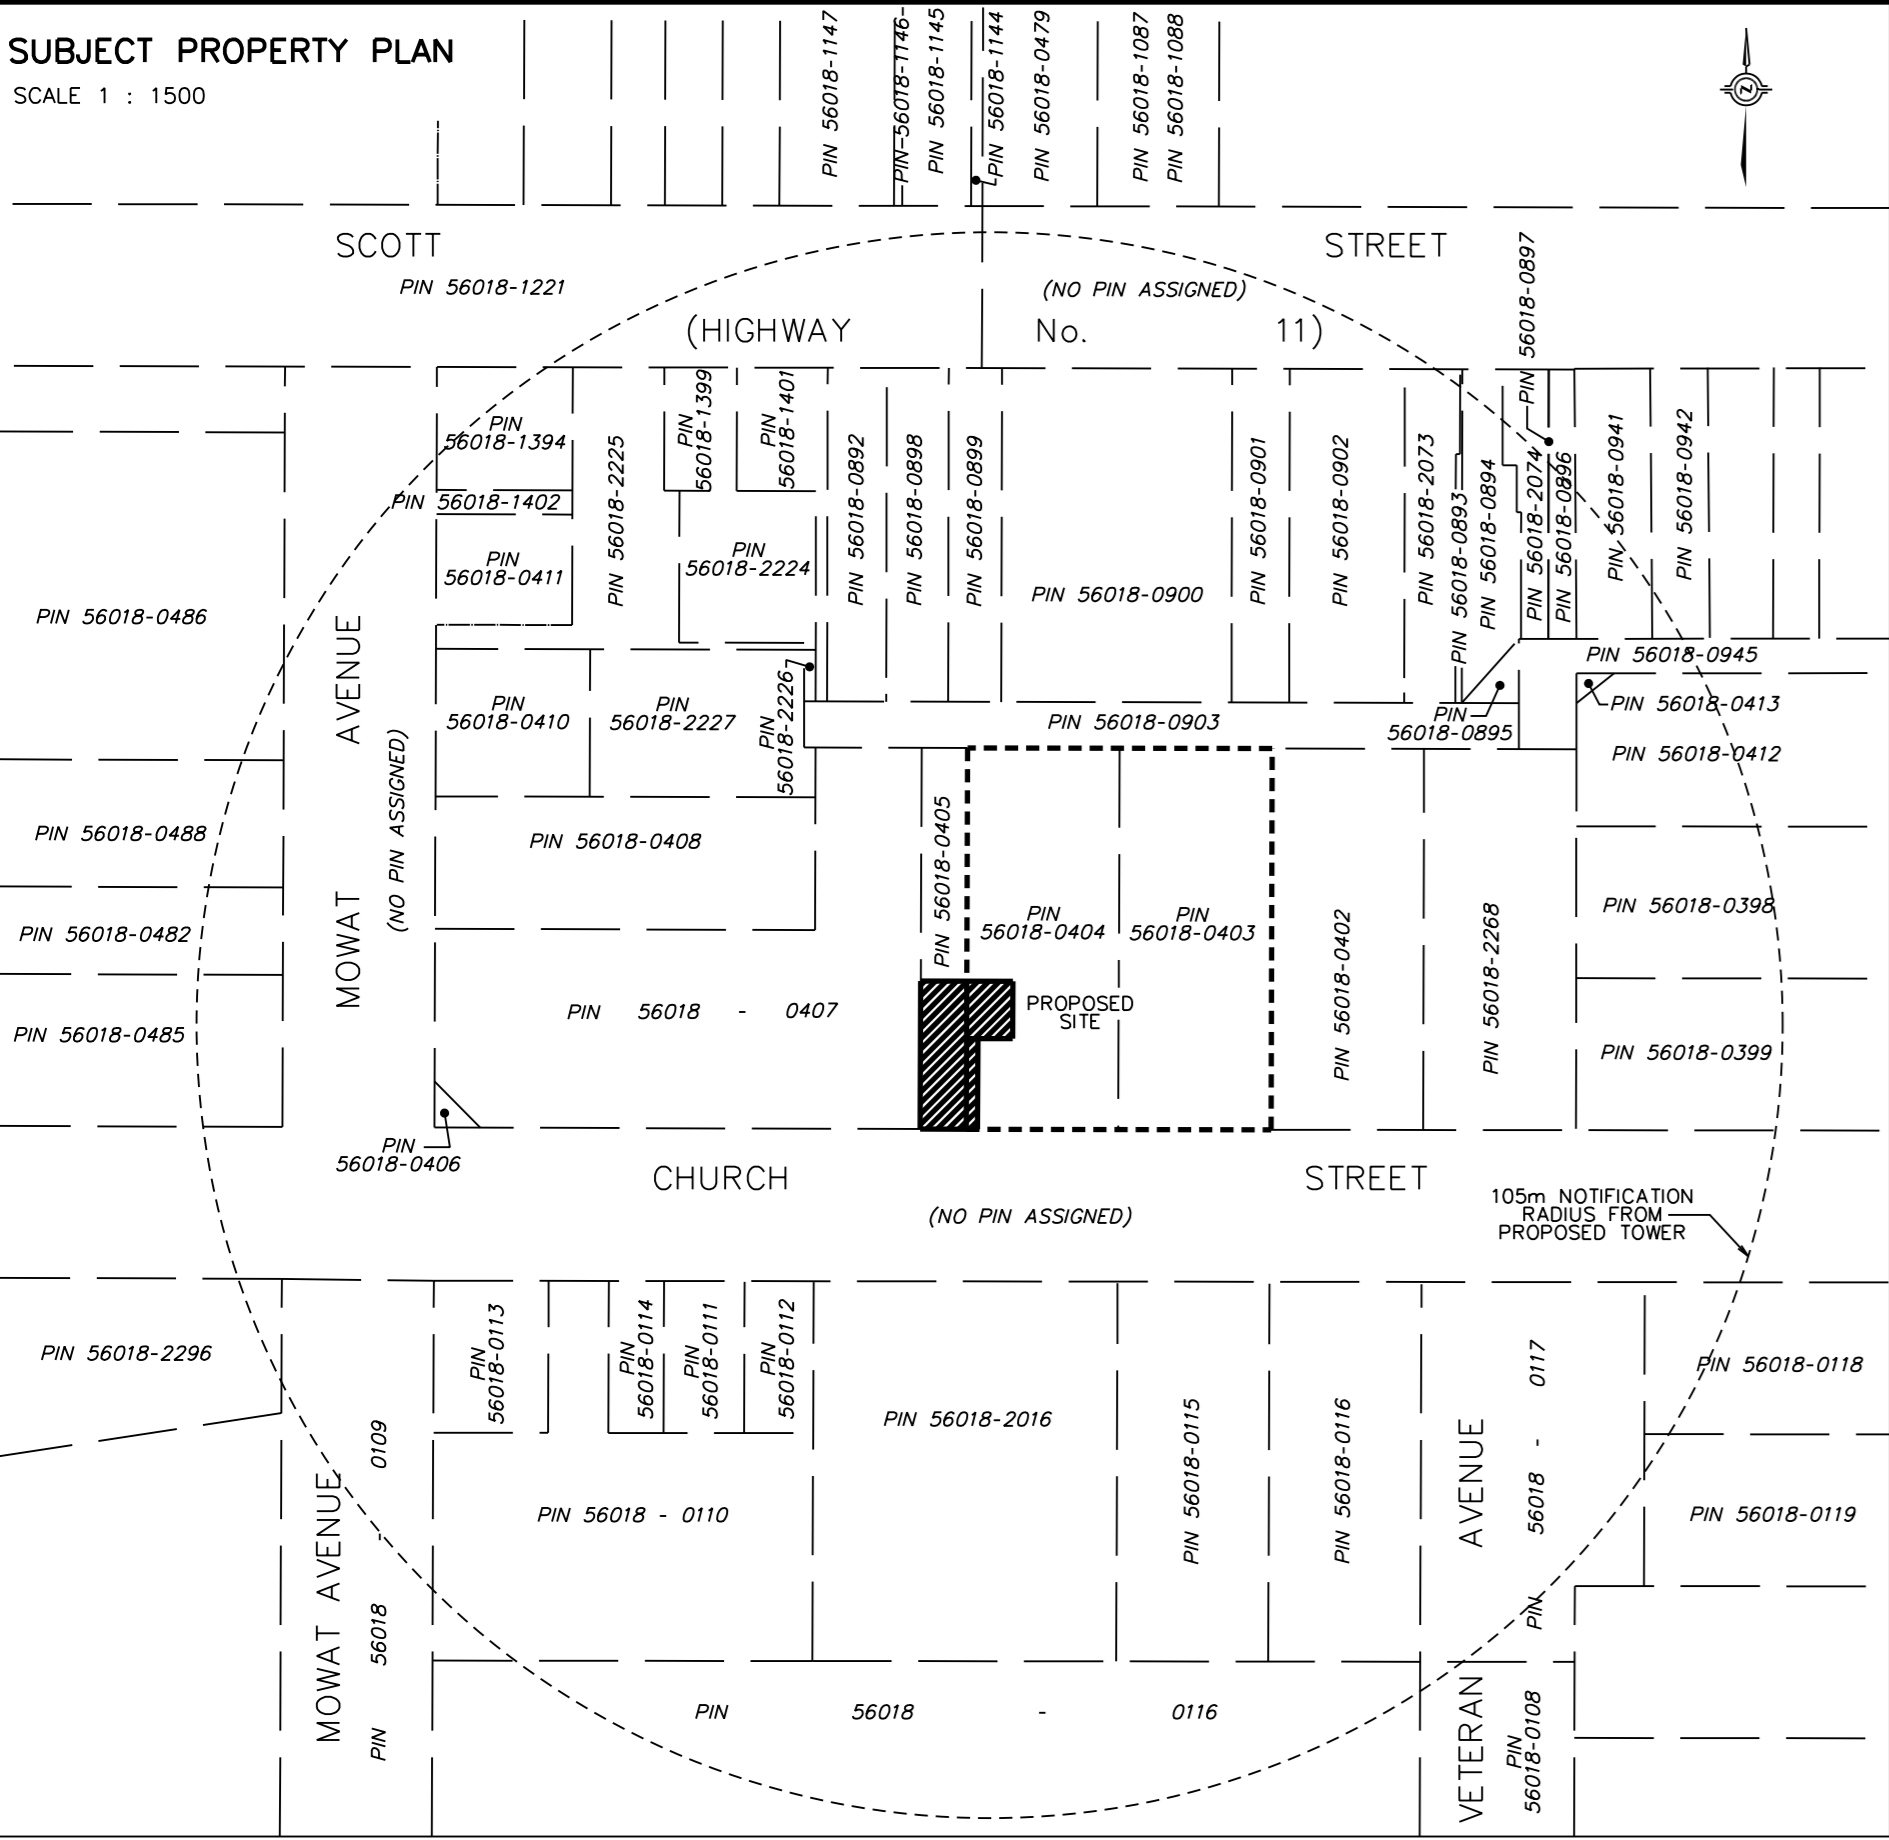 SUBJECT PROPERTY PLAN
SCALE 1 : 1500
PIN 56018-1147
PIN 56018-1146
PIN 56018-1145
PIN 56018-1144
PIN 56018-0479
PIN 56018-1087
PIN 56018-1088
N
SCOTT STREET
PIN 56018-1221
(NO PIN ASSIGNED)
(HIGHWAY No. 11)
PIN 56018-0897
PIN
56018-1394
PIN 56018-1402
PIN
56018-0411
PIN 56018-2225
PIN
56018-1399
PIN
56018-1401
PIN
56018-2224
PIN 56018-0892
PIN 56018-0898
PIN 56018-0899
PIN 56018-0900
PIN 56018-0901
PIN 56018-0902
PIN 56018-2073
PIN 56018-0893
PIN 56018-0894
PIN 56018-2074
PIN 56018-0896
PIN 56018-0941
PIN 56018-0942
PIN 56018-0486
MOWAT AVENUE
(NO PIN ASSIGNED)
PIN
56018-0410
PIN
56018-2227
PIN
56018-2226
PIN 56018-0903
PIN
56018-0895
PIN 56018-0945
PIN 56018-0413
PIN 56018-0412
PIN 56018-0488
PIN 56018-0408
PIN 56018-0405
PIN
56018-0404
PIN
56018-0403
PIN 56018-0402
PIN 56018-2268
PIN 56018-0398
PIN 56018-0482
PIN 56018-0485
PIN 56018 - 0407
PROPOSED
SITE
PIN 56018-0399
PIN
56018-0406
CHURCH STREET
(NO PIN ASSIGNED)
105m NOTIFICATION
RADIUS FROM
PROPOSED TOWER
PIN 56018-2296
PIN
56018-0113
PIN
56018-0114
PIN
56018-0111
PIN
56018-0112
PIN 56018-2016
PIN 56018-0115
PIN 56018-0116
PIN 56018 - 0117
PIN 56018-0118
PIN 56018-0119
MOWAT AVENUE
PIN 56018 - 0109
PIN 56018 - 0110
PIN 56018 - 0116
VETERAN AVENUE
PIN
56018-0108